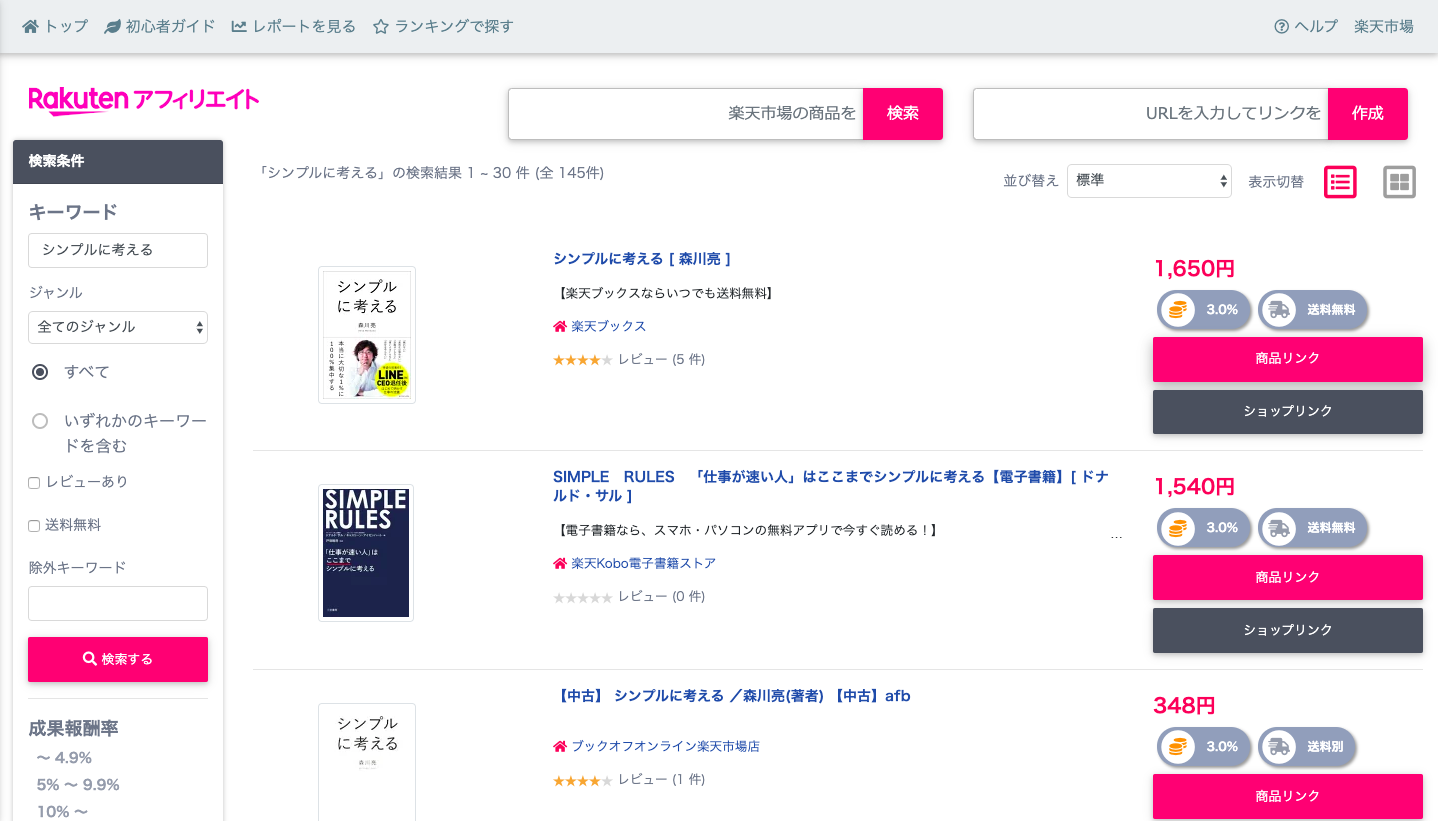 トップ 初心者ガイド レポートを見る ランキングで探す ヘルプ 楽天市場
Rakuten アフィリエイト
楽天市場の商品を 検索
URLを入力してリンクを 作成
検索条件
キーワード
シンプルに考える
ジャンル
全てのジャンル
すべて
いずれかのキーワー
ドを含む
レビューあり
送料無料
除外キーワード
検索する
成果報酬率
〜 4.9%
5% 〜 9.9%
10% 〜
「シンプルに考える」の検索結果 1 ~ 30 件 (全 145件)
並び替え 標準 表示切替
シンプル
に考える
森川亮
本当に大切な1%に
100%集中する
LINE
CEO退任後
シンプルに考える [ 森川亮 ]
【楽天ブックスならいつでも送料無料】
楽天ブックス
★★★★★ レビュー (5 件)
1,650円
3.0% 送料無料
商品リンク
ショップリンク
SIMPLE
RULES
「仕事が速い人」は
ここまで
シンプルに考える
SIMPLE RULES 「仕事が速い人」はここまでシンプルに考える【電子書籍】[ ドナ
ルド・サル ]
【電子書籍なら、スマホ・パソコンの無料アプリで今すぐ読める！】
...
楽天Kobo電子書籍ストア
★★★★★ レビュー (0 件)
1,540円
3.0% 送料無料
商品リンク
ショップリンク
シンプル
に考える
森川亮
【中古】 シンプルに考える ／森川亮(著者) 【中古】afb
ブックオフオンライン楽天市場店
★★★★★ レビュー (1 件)
348円
3.0% 送料別
商品リンク